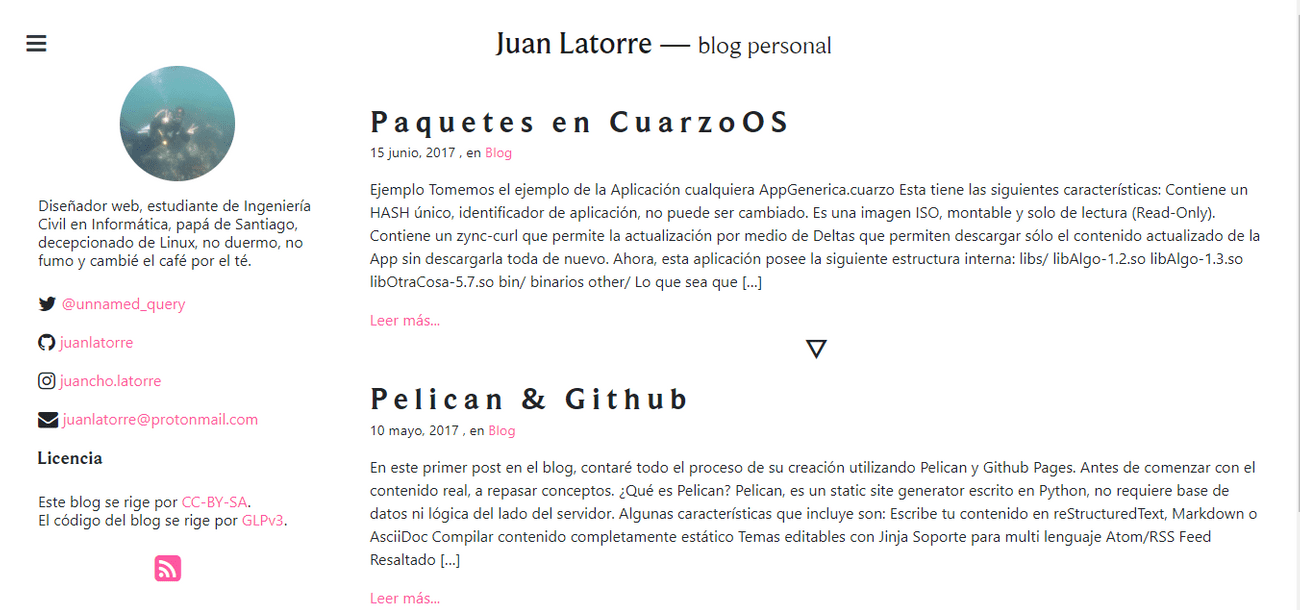 Juan Latorre — blog personal
Diseñador web, estudiante de Ingeniería
Civil en Informática, papá de Santiago,
decepcionado de Linux, no duermo, no
fumo y cambié el café por el té.
@unnamed_query
juanlatorre
juancho.latorre
juanlatorre@protonmail.com
Licencia
Este blog se rige por CC-BY-SA.
El código del blog se rige por GLPv3.
Paquetes en CuarzoOS
15 junio, 2017 , en Blog
Ejemplo Tomemos el ejemplo de la Aplicación cualquiera AppGenerica.cuarzo Esta tiene las siguientes características: Contiene un
HASH único, identificador de aplicación, no puede ser cambiado. Es una imagen ISO, montable y solo de lectura (Read-Only).
Contiene un zync-curl que permite la actualización por medio de Deltas que permiten descargar sólo el contenido actualizado de la
App sin descargarla toda de nuevo. Ahora, esta aplicación posee la siguiente estructura interna: libs/ libAlgo-1.2.so libAlgo-1.3.so
libOtraCosa-5.7.so bin/ binarios other/ Lo que sea que [...]
Leer más...
Pelican & Github
10 mayo, 2017 , en Blog
En este primer post en el blog, contaré todo el proceso de su creación utilizando Pelican y Github Pages. Antes de comenzar con el
contenido real, a repasar conceptos. ¿Qué es Pelican? Pelican, es un static site generator escrito en Python, no requiere base de
datos ni lógica del lado del servidor. Algunas características que incluye son: Escribe tu contenido en reStructuredText, Markdown o
AsciiDoc Compilar contenido completamente estático Temas editables con Jinja Soporte para multi lenguaje Atom/RSS Feed
Resaltado [...]
Leer más...